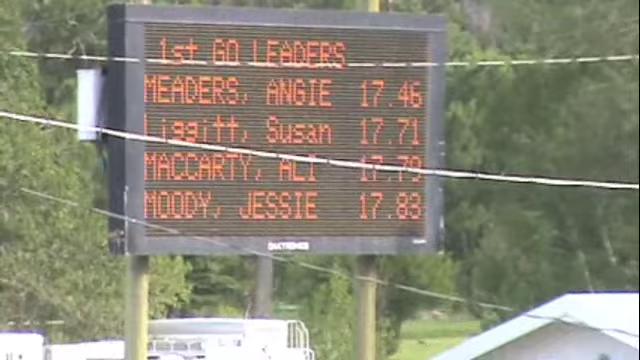 1st GO LEADERS
MEADERS, ANGIE 17.46
Liggitt, Susan 17.71
MACCARTY, ALI 17.79
MOODY, JESSIE 17.83
DAKTRONICS